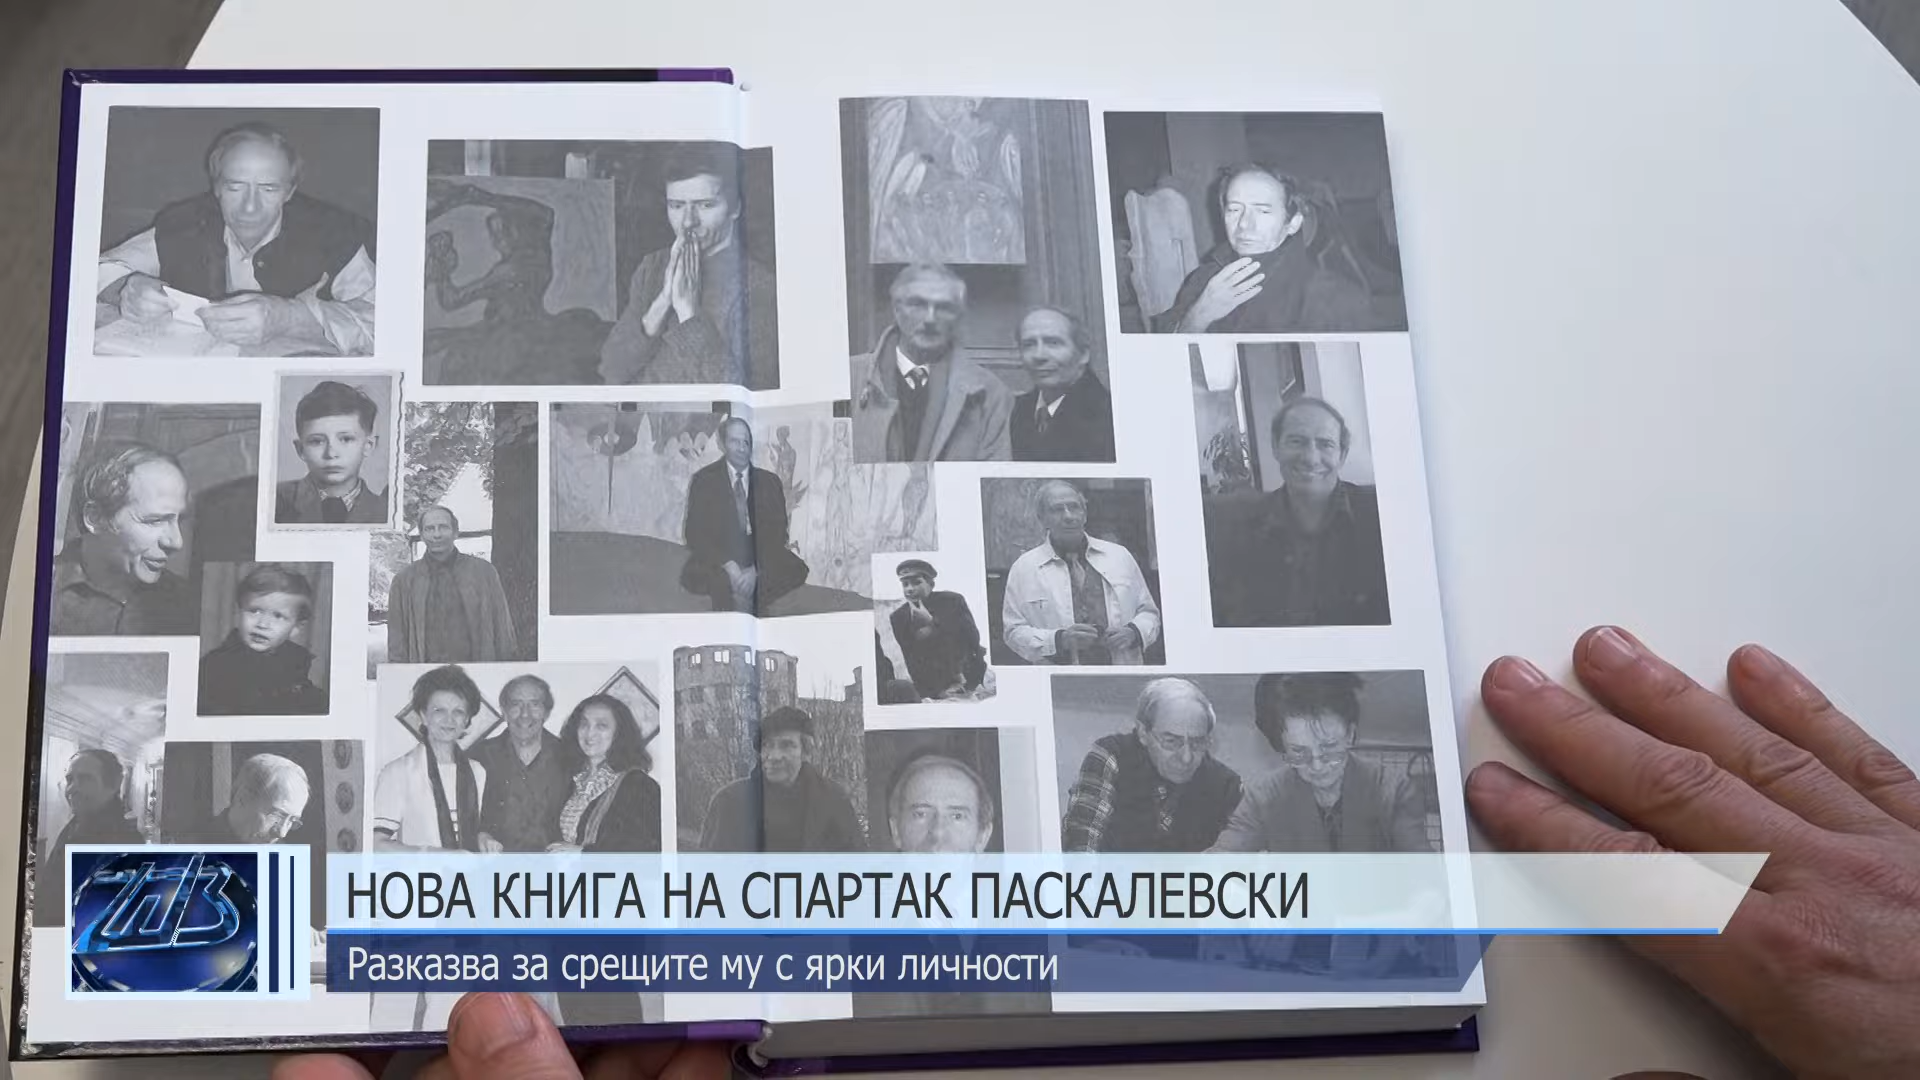 НОВА КНИГА НА СПАРТАК ПАСКАЛЕВСКИ
Разказва за срещите му с ярки личности